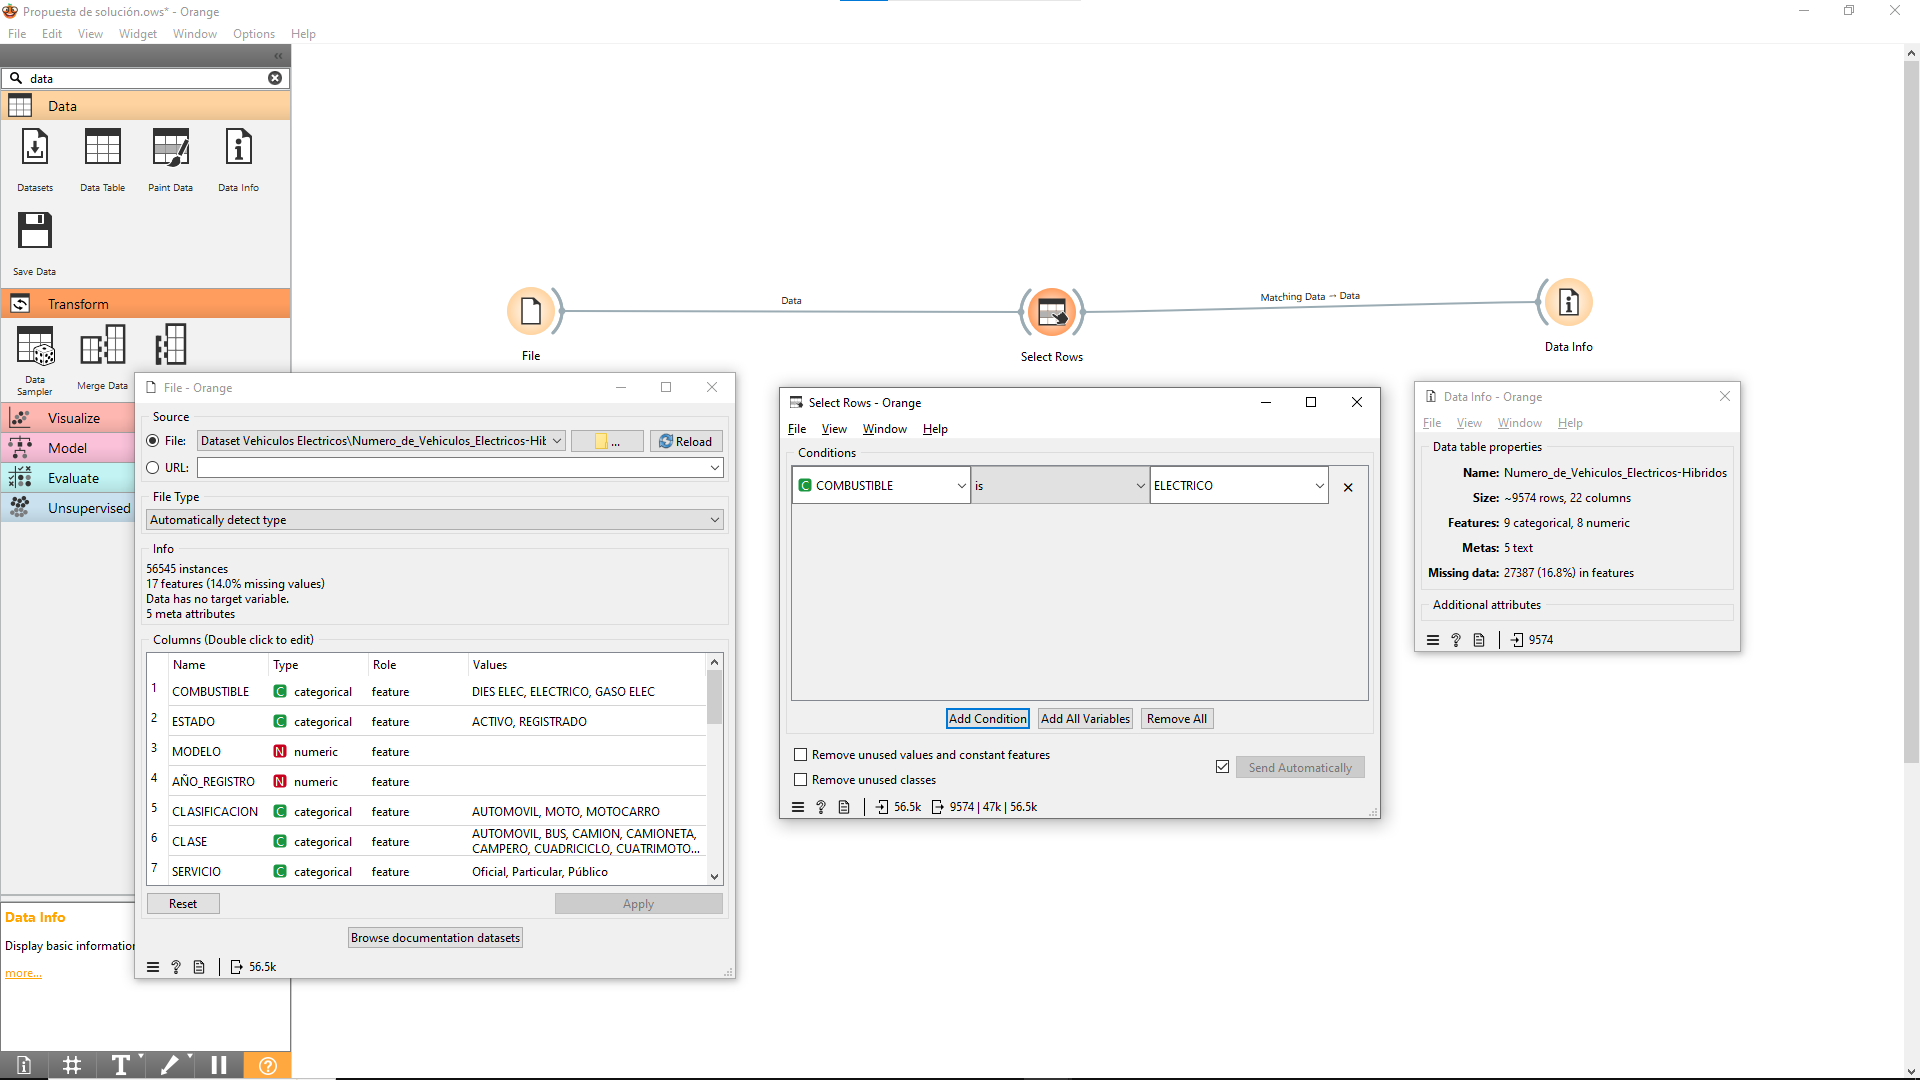 Propuesta de solución.ows* - Orange
File Edit View Widget Window Options Help
data
Data
Datasets Data Table Paint Data Data Info
Save Data
Transform
Data Sampler
Merge Data
Visualize
Model
Evaluate
Unsupervised
Data Info
Display basic information
more...
Data
Matching Data → Data
File
Select Rows
Data Info
File - Orange
Source
File: Dataset Vehiculos Electricos\Numero_de_Vehiculos_Electricos-Hit ... Reload
URL:
File Type
Automatically detect type
Info
56545 instances
17 features (14.0% missing values)
Data has no target variable.
5 meta attributes
Columns (Double click to edit)
Name Type Role Values
1 COMBUSTIBLE C categorical feature DIES ELEC, ELECTRICO, GASO ELEC
2 ESTADO C categorical feature ACTIVO, REGISTRADO
3 MODELO N numeric feature
4 AÑO_REGISTRO N numeric feature
5 CLASIFICACION C categorical feature AUTOMOVIL, MOTO, MOTOCARRO
6 CLASE C categorical feature AUTOMOVIL, BUS, CAMION, CAMIONETA,
CAMPERO, CUADRICICLO, CUATRIMOTO...
7 SERVICIO C categorical feature Oficial, Particular, Público
Reset Apply
Browse documentation datasets
? 56.5k
Select Rows - Orange
File View Window Help
Conditions
C COMBUSTIBLE is ELECTRICO
Add Condition Add All Variables Remove All
Remove unused values and constant features
Remove unused classes
Send Automatically
? 56.5k 9574 | 47k | 56.5k
Data Info - Orange
File View Window Help
Data table properties
Name: Numero_de_Vehiculos_Electricos-Hibridos
Size: ~9574 rows, 22 columns
Features: 9 categorical, 8 numeric
Metas: 5 text
Missing data: 27387 (16.8%) in features
Additional attributes
? 9574